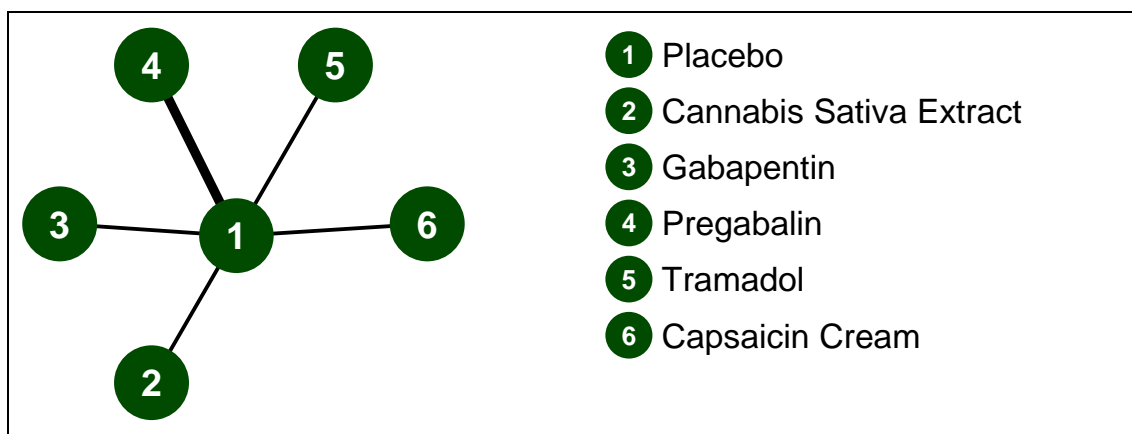 4
5
3
1
6
2
1 Placebo
2 Cannabis Sativa Extract
3 Gabapentin
4 Pregabalin
5 Tramadol
6 Capsaicin Cream